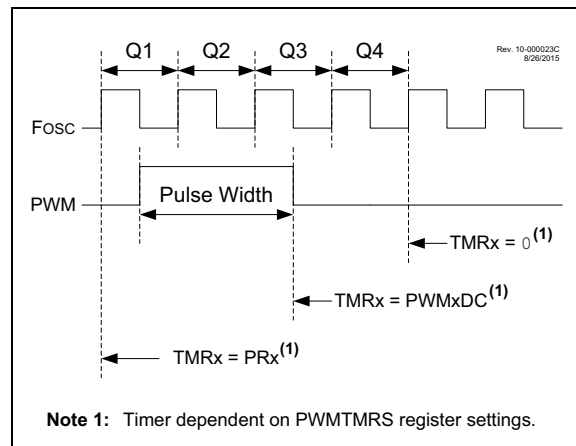 Rev. 10-000023C
8/26/2015
Q1 Q2 Q3 Q4
FOSC
PWM
Pulse Width
TMRx = 0(1)
TMRx = PWMxDC(1)
TMRx = PRx(1)
Note 1: Timer dependent on PWMTMRS register settings.